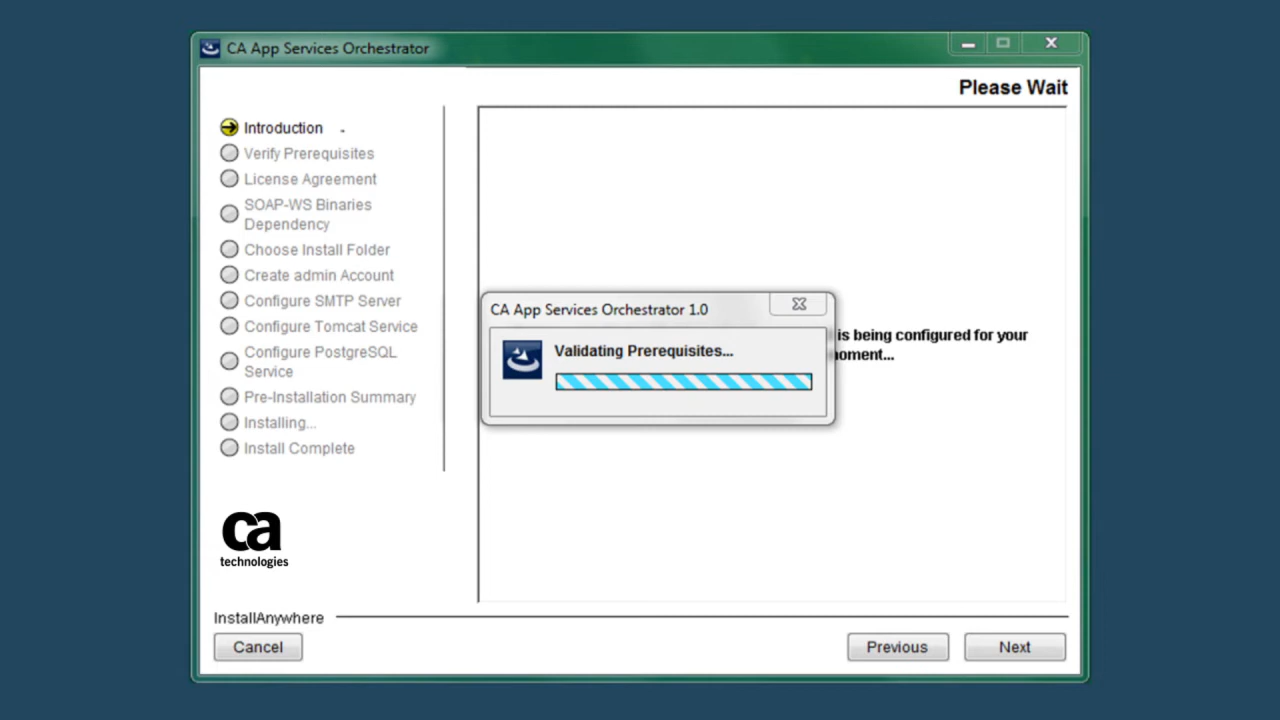 CA App Services Orchestrator
Please Wait
Introduction
Verify Prerequisites
License Agreement
SOAP-WS Binaries
Dependency
Choose Install Folder
Create admin Account
Configure SMTP Server
Configure Tomcat Service
Configure PostgreSQL
Service
Pre-Installation Summary
Installing...
Install Complete
CA App Services Orchestrator 1.0
Validating Prerequisites...
is being configured for your
moment...
ca
technologies
InstallAnywhere
Cancel
Previous
Next